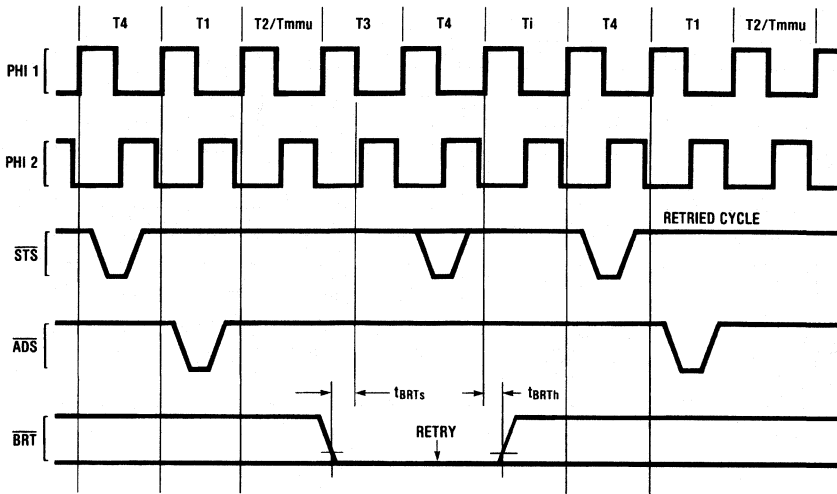 T4 T1 T2/Tmmu T3 T4 Ti T4 T1 T2/Tmmu
PHI 1
PHI 2
RETRIED CYCLE
STS
ADS
tBRTs tBRTh
RETRY
BRT